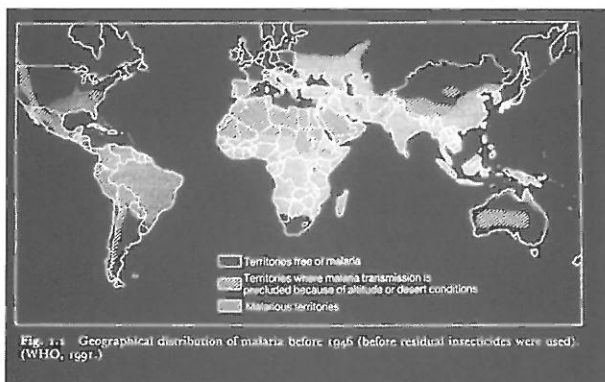 Territories free of malaria
Territories where malaria transmission is
precluded because of altitude or desert conditions
Malarious territories
Fig. 1.1 Geographical distribution of malaria before 1946 (before residual insecticides were used).
(WHO, 1991.)